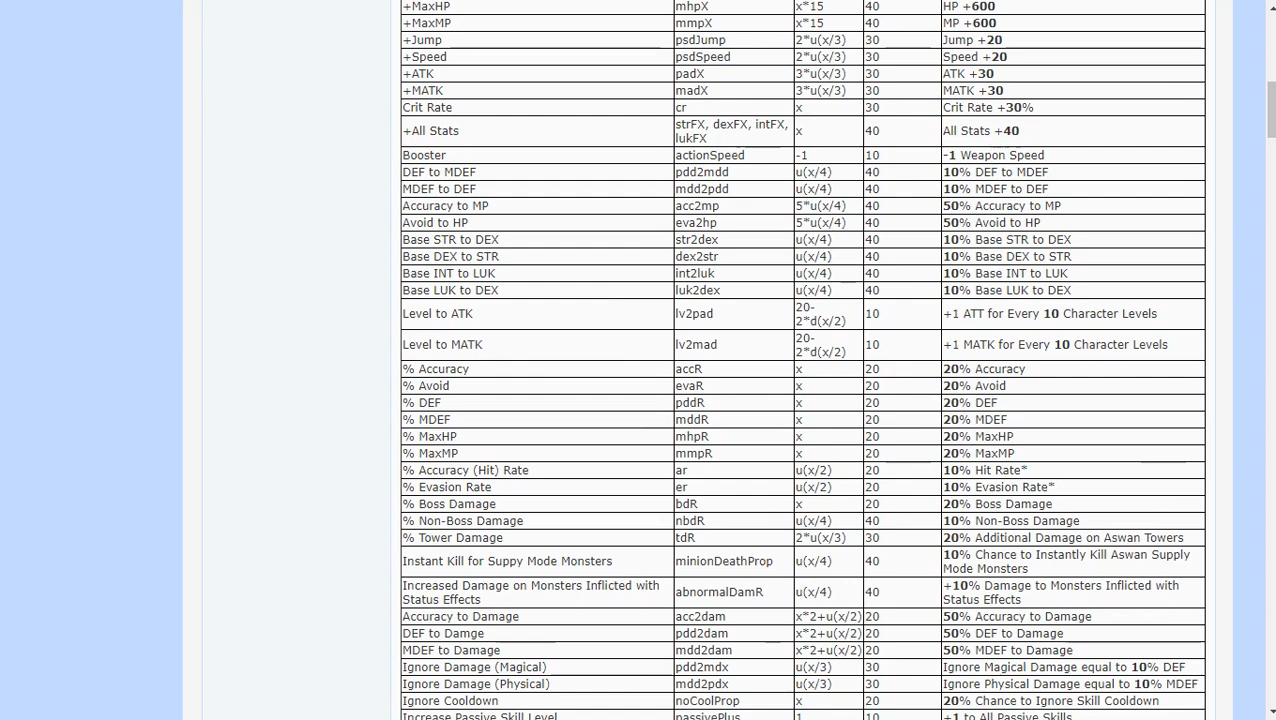 +MaxHP mhpX x*15 40 HP +600
+MaxMP mmpX x*15 40 MP +600
+Jump psdJump 2*u(x/3) 30 Jump +20
+Speed psdSpeed 2*u(x/3) 30 Speed +20
+ATK padX 3*u(x/3) 30 ATK +30
+MATK madX 3*u(x/3) 30 MATK +30
Crit Rate cr x 30 Crit Rate +30%
+All Stats strFX, dexFX, intFX, x 40 All Stats +40
lukFX
Booster actionSpeed -1 10 -1 Weapon Speed
DEF to MDEF pdd2mdd u(x/4) 40 10% DEF to MDEF
MDEF to DEF mdd2pdd u(x/4) 40 10% MDEF to DEF
Accuracy to MP acc2mp 5*u(x/4) 40 50% Accuracy to MP
Avoid to HP eva2hp 5*u(x/4) 40 50% Avoid to HP
Base STR to DEX str2dex u(x/4) 40 10% Base STR to DEX
Base DEX to STR dex2str u(x/4) 40 10% Base DEX to STR
Base INT to LUK int2luk u(x/4) 40 10% Base INT to LUK
Base LUK to DEX luk2dex u(x/4) 40 10% Base LUK to DEX
Level to ATK lv2pad 20- 10 +1 ATT for Every 10 Character Levels
2*d(x/2)
Level to MATK lv2mad 20- 10 +1 MATK for Every 10 Character Levels
2*d(x/2)
% Accuracy accR x 20 20% Accuracy
% Avoid evaR x 20 20% Avoid
% DEF pddR x 20 20% DEF
% MDEF mddR x 20 20% MDEF
% MaxHP mhpR x 20 20% MaxHP
% MaxMP mmpR x 20 20% MaxMP
% Accuracy (Hit) Rate ar u(x/2) 20 10% Hit Rate*
% Evasion Rate er u(x/2) 20 10% Evasion Rate*
% Boss Damage bdR x 20 20% Boss Damage
% Non-Boss Damage nbdR u(x/4) 40 10% Non-Boss Damage
% Tower Damage tdR 2*u(x/3) 30 20% Additional Damage on Aswan Towers
Instant Kill for Suppy Mode Monsters minionDeathProp u(x/4) 40 10% Chance to Instantly Kill Aswan Supply
Mode Monsters
Increased Damage on Monsters Inflicted with abnormalDamR u(x/4) 40 +10% Damage to Monsters Inflicted with
Status Effects Status Effects
Accuracy to Damage acc2dam x*2+u(x/2) 20 50% Accuracy to Damage
DEF to Damge pdd2dam x*2+u(x/2) 20 50% DEF to Damage
MDEF to Damage mdd2dam x*2+u(x/2) 20 50% MDEF to Damage
Ignore Damage (Magical) pdd2mdx u(x/3) 30 Ignore Magical Damage equal to 10% DEF
Ignore Damage (Physical) mdd2pdx u(x/3) 30 Ignore Physical Damage equal to 10% MDEF
Ignore Cooldown noCoolProp x 20 20% Chance to Ignore Skill Cooldown
Increase Passive Skill Level passivePlus 1 10 +1 to All Passive Skills